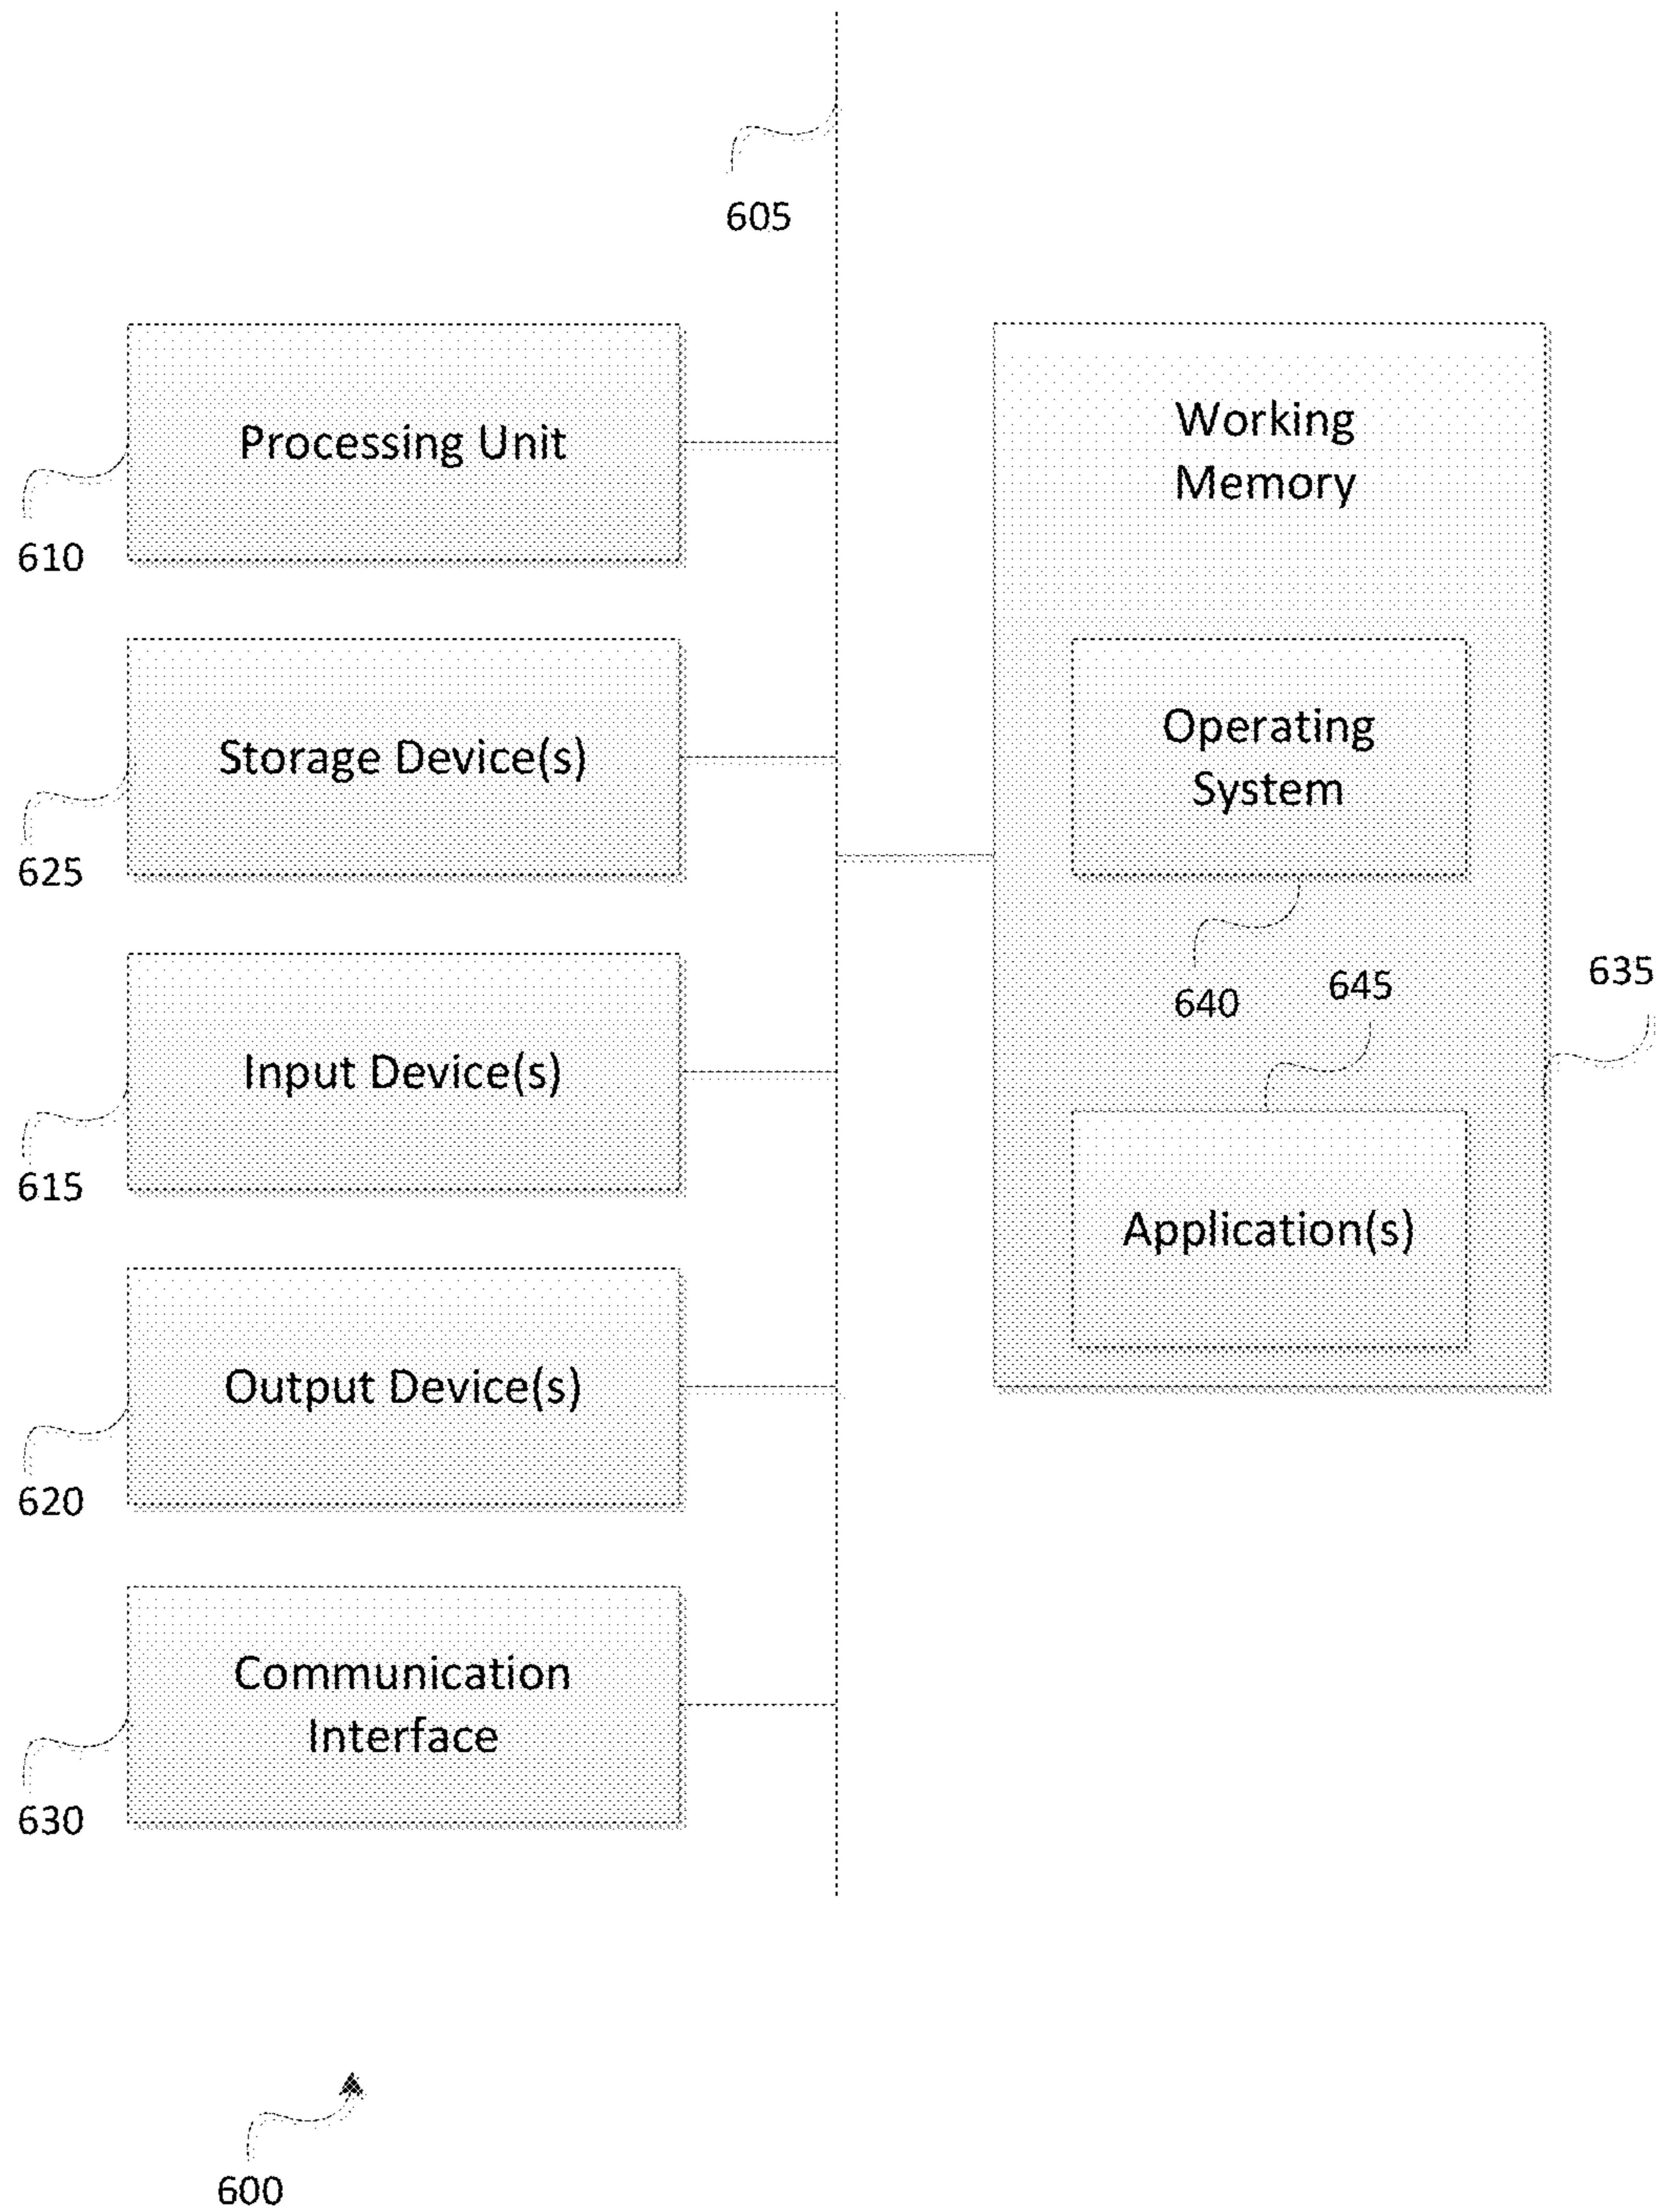 605
Processing Unit
610
Storage Device(s)
625
Input Device(s)
615
Output Device(s)
620
Communication
Interface
630
Working
Memory
Operating
System
640
645
635
Application(s)
600